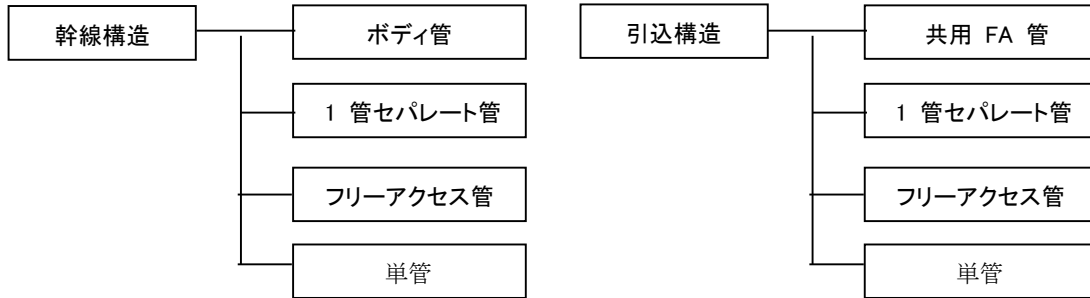 幹線構造
ボディ管
1 管セパレート管
フリーアクセス管
単管
引込構造
共用 FA 管
1 管セパレート管
フリーアクセス管
単管